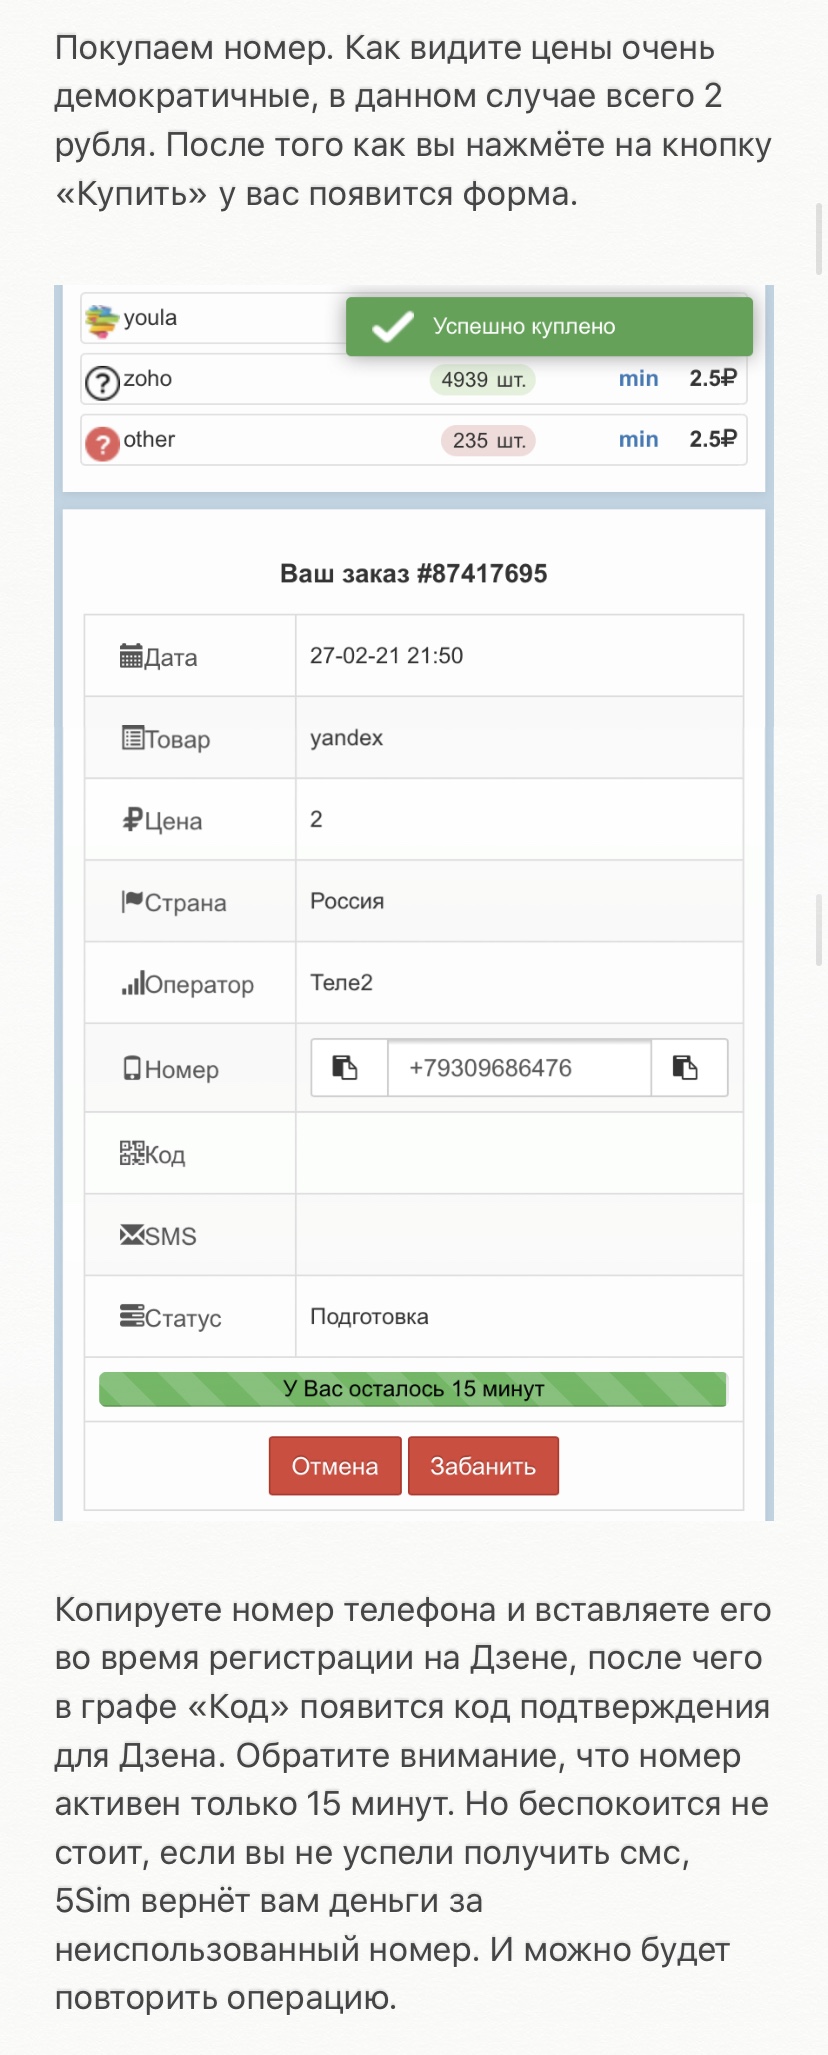 Покупаем номер. Как видите цены очень
демократичные, в данном случае всего 2
рубля. После того как вы нажмёте на кнопку
«Купить» у вас появится форма.
youla
Успешно куплено
zoho 4939 шт. min 2.5₽
other 235 шт. min 2.5₽
Ваш заказ #87417695
Дата 27-02-21 21:50
Товар yandex
Цена 2
Страна Россия
Оператор Теле2
Номер +79309686476
Код
SMS
Статус Подготовка
У Вас осталось 15 минут
Отмена Забанить
Копируете номер телефона и вставляете его
во время регистрации на Дзене, после чего
в графе «Код» появится код подтверждения
для Дзена. Обратите внимание, что номер
активен только 15 минут. Но беспокоится не
стоит, если вы не успели получить смс,
5Sim вернёт вам деньги за
неиспользованный номер. И можно будет
повторить операцию.